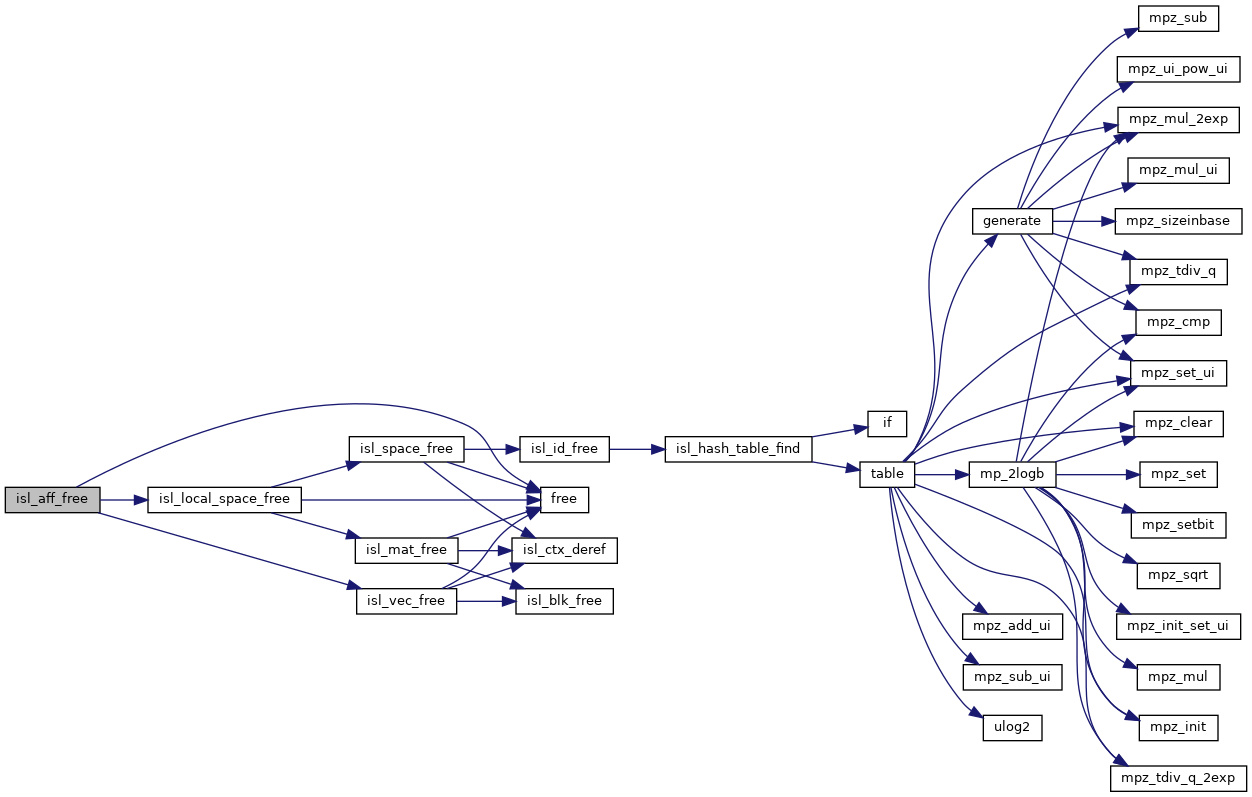 mpz_sub
mpz_ui_pow_ui
mpz_mul_2exp
mpz_mul_ui
generate
mpz_sizeinbase
mpz_tdiv_q
mpz_cmp
mpz_set_ui
if
mpz_clear
isl_space_free
isl_id_free
isl_hash_table_find
table
mp_2logb
mpz_set
isl_aff_free
isl_local_space_free
free
mpz_setbit
isl_mat_free
isl_ctx_deref
mpz_sqrt
isl_vec_free
isl_blk_free
mpz_add_ui
mpz_init_set_ui
mpz_sub_ui
mpz_mul
ulog2
mpz_init
mpz_tdiv_q_2exp